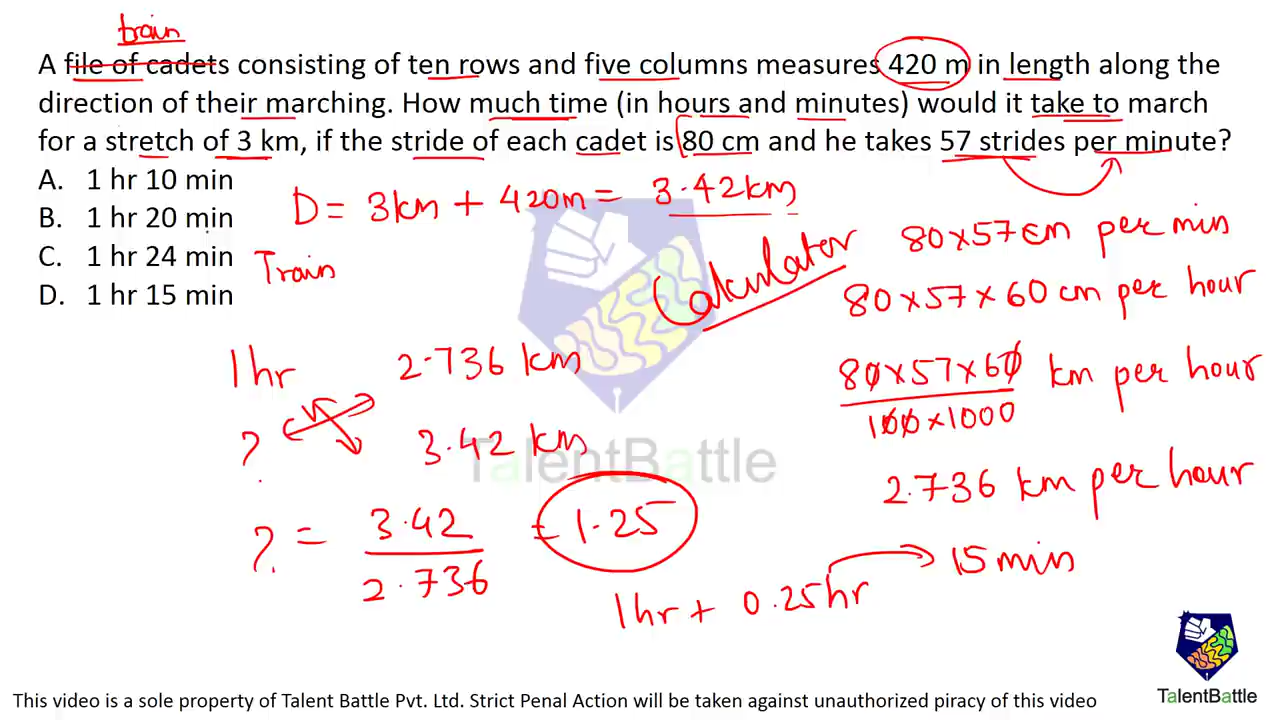 train
A file of cadets consisting of ten rows and five columns measures 420 m in length along the
direction of their marching. How much time (in hours and minutes) would it take to march
for a stretch of 3 km, if the stride of each cadet is 80 cm and he takes 57 strides per minute?
A. 1 hr 10 min
B. 1 hr 20 min
C. 1 hr 24 min
D. 1 hr 15 min
D = 3km + 420m = 3.42km
Train
Calculator
80×57 cm per min
80×57×60 cm per hour
80×57×60 km per hour
100×1000
2.736 km per hour
1hr 2.736 km
? 3.42 km
? = 3.42 = 1.25
2.736
1hr + 0.25hr 15 min
TalentBattle
TalentBattle
This video is a sole property of Talent Battle Pvt. Ltd. Strict Penal Action will be taken against unauthorized piracy of this video